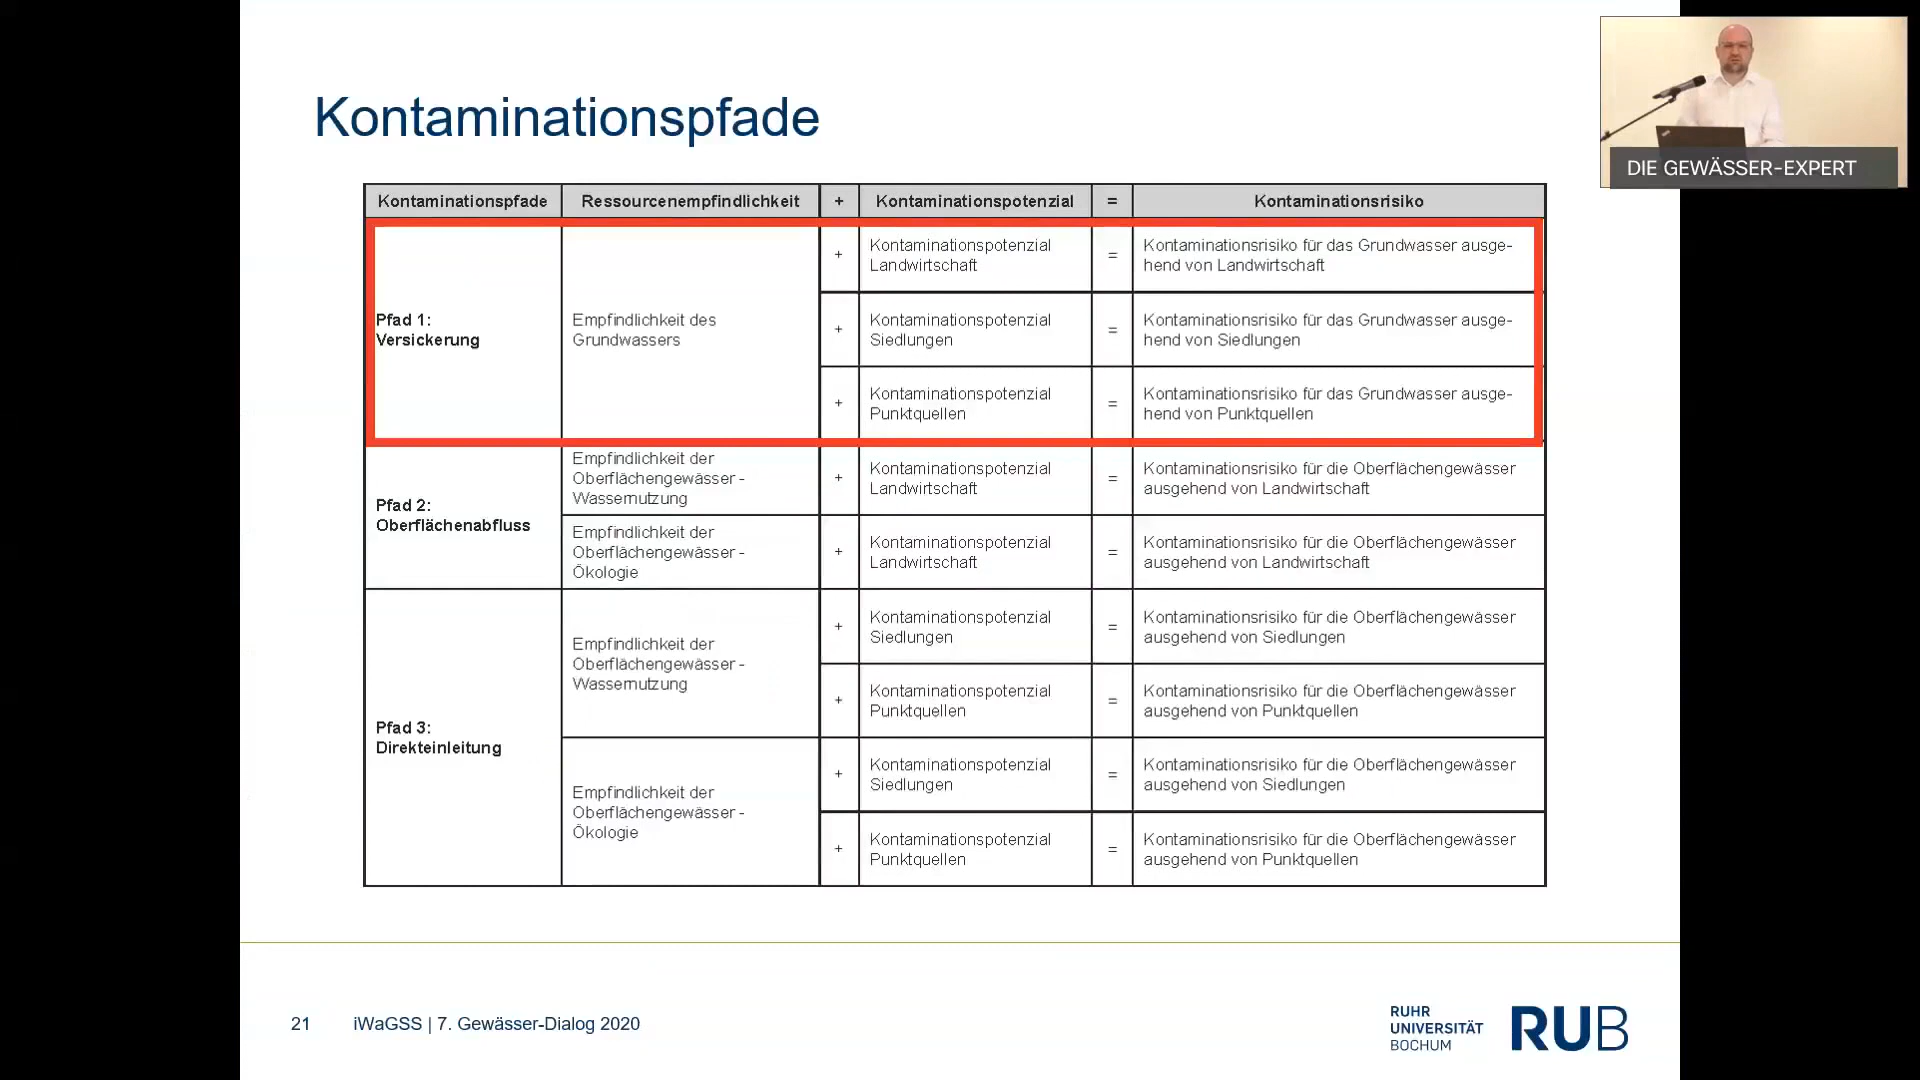 Kontaminationspfade
DIE GEWÄSSER-EXPERT
Kontaminationspfade Ressourcenempfindlichkeit + Kontaminationspotenzial = Kontaminationsrisiko
Pfad 1:
Versickerung
Empfindlichkeit des
Grundwassers
+
Kontaminationspotenzial
Landwirtschaft
=
Kontaminationsrisiko für das Grundwasser ausge-
hend von Landwirtschaft
+
Kontaminationspotenzial
Siedlungen
=
Kontaminationsrisiko für das Grundwasser ausge-
hend von Siedlungen
+
Kontaminationspotenzial
Punktquellen
=
Kontaminationsrisiko für das Grundwasser ausge-
hend von Punktquellen
Pfad 2:
Oberflächenabfluss
Empfindlichkeit der
Oberflächengewässer -
Wassernutzung
+
Kontaminationspotenzial
Landwirtschaft
=
Kontaminationsrisiko für die Oberflächengewässer
ausgehend von Landwirtschaft
Empfindlichkeit der
Oberflächengewässer -
Ökologie
+
Kontaminationspotenzial
Landwirtschaft
=
Kontaminationsrisiko für die Oberflächengewässer
ausgehend von Landwirtschaft
Pfad 3:
Direkteinleitung
Empfindlichkeit der
Oberflächengewässer -
Wassernutzung
+
Kontaminationspotenzial
Siedlungen
=
Kontaminationsrisiko für die Oberflächengewässer
ausgehend von Siedlungen
+
Kontaminationspotenzial
Punktquellen
=
Kontaminationsrisiko für die Oberflächengewässer
ausgehend von Punktquellen
Empfindlichkeit der
Oberflächengewässer -
Ökologie
+
Kontaminationspotenzial
Siedlungen
=
Kontaminationsrisiko für die Oberflächengewässer
ausgehend von Siedlungen
+
Kontaminationspotenzial
Punktquellen
=
Kontaminationsrisiko für die Oberflächengewässer
ausgehend von Punktquellen
21 iWaGSS | 7. Gewässer-Dialog 2020
RUHR
UNIVERSITÄT
BOCHUM
RUB